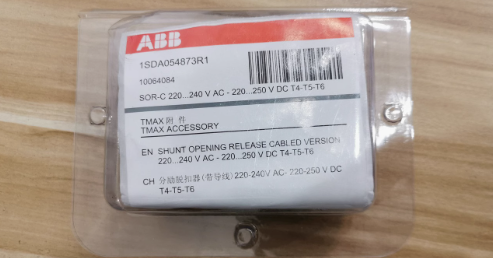 ABB
1SDA054873R1
10064084
SOR-C 220...240 V AC - 220...250 V DC T4-T5-T6
TMAX 附 件
TMAX ACCESSORY
EN SHUNT OPENING RELEASE CABLED VERSION
220...240 V AC - 220...250 V DC T4-T5-T6
CH 分励脱扣器(带导线) 220-240V AC- 220-250 V DC
T4-T5-T6